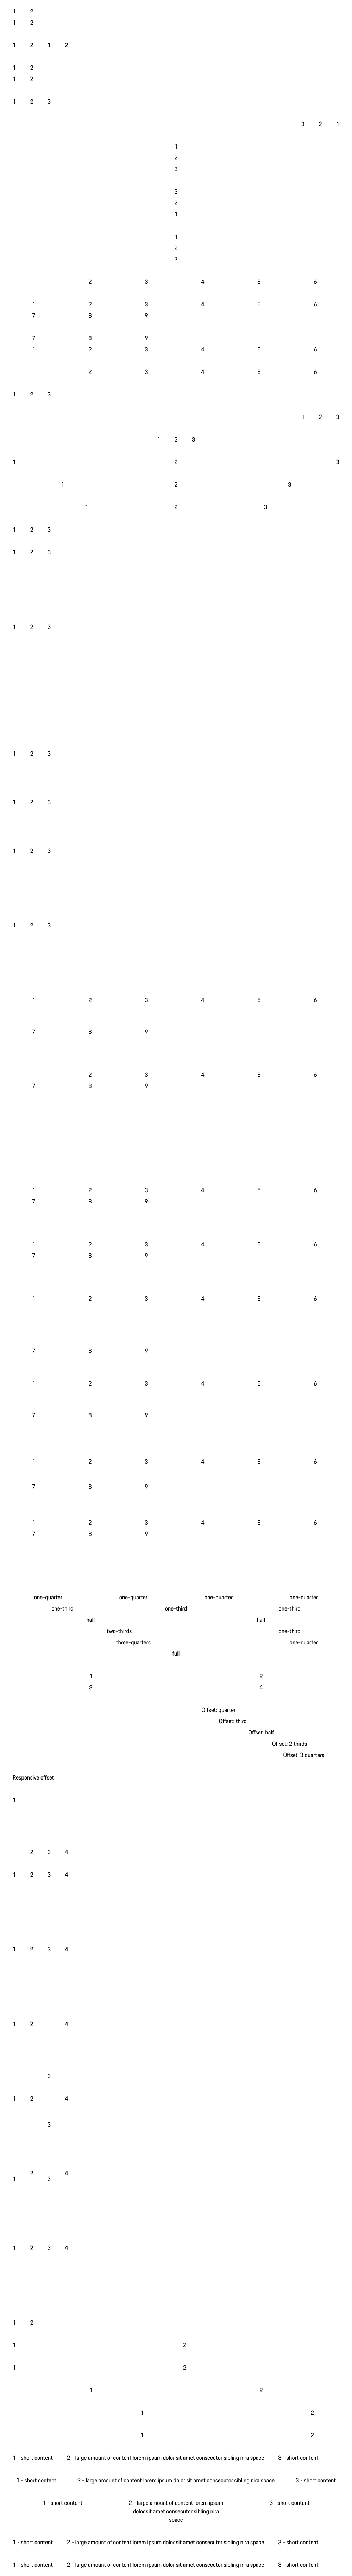 1 2
1 2
1 2 1 2
1 2
1 2
1 2 3
3 2 1
1
2
3
3
2
1
1
2
3
1 2 3 4 5 6
1 2 3 4 5 6
7 8 9
7 8 9
1 2 3 4 5 6
1 2 3 4 5 6
1 2 3
1 2 3
1 2 3
1 2 3
1 2 3
1 2 3
1 2 3
1 2 3
1 2 3
1 2 3
1 2 3
1 2 3
1 2 3
1 2 3 4 5 6
7 8 9
1 2 3 4 5 6
7 8 9
1 2 3 4 5 6
7 8 9
1 2 3 4 5 6
7 8 9
1 2 3 4 5 6
7 8 9
1 2 3 4 5 6
7 8 9
1 2 3 4 5 6
7 8 9
1 2 3 4 5 6
7 8 9
one-quarter one-quarter one-quarter one-quarter
one-third one-third one-third
half half
two-thirds one-third
three-quarters one-quarter
full
1 2
3 4
Offset: quarter
Offset: third
Offset: half
Offset: 2 thirds
Offset: 3 quarters
Responsive offset
1
2 3 4
1 2 3 4
1 2 3 4
1 2 4
3
1 2 4
3
2 4
1 3
1 2 3 4
1 2
1 2
1 2
1 2
1 2
1 2
1 - short content 2 - large amount of content lorem ipsum dolor sit amet consecutor sibling nira space 3 - short content
1 - short content 2 - large amount of content lorem ipsum dolor sit amet consecutor sibling nira space 3 - short content
1 - short content 2 - large amount of content lorem ipsum 3 - short content
dolor sit amet consecutor sibling nira
space
1 - short content 2 - large amount of content lorem ipsum dolor sit amet consecutor sibling nira space 3 - short content
1 - short content 2 - large amount of content lorem ipsum dolor sit amet consecutor sibling nira space 3 - short content